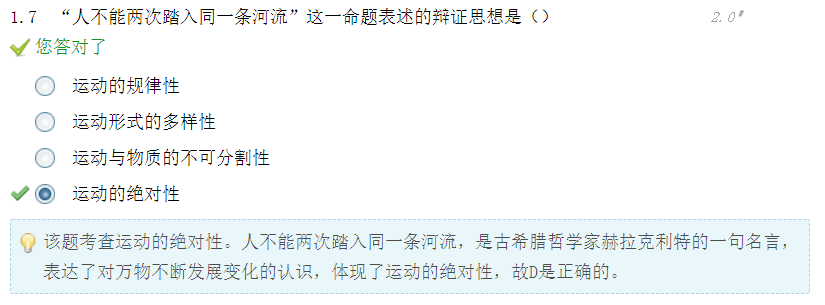 1.7 “人不能两次踏入同一条河流”这一命题表述的辩证思想是（） 2.0
您答对了
运动的规律性
运动形式的多样性
运动与物质的不可分割性
运动的绝对性
该题考查运动的绝对性。人不能两次踏入同一条河流，是古希腊哲学家赫拉克利特的一句名言，
表达了对万物不断发展变化的认识，体现了运动的绝对性，故D是正确的。